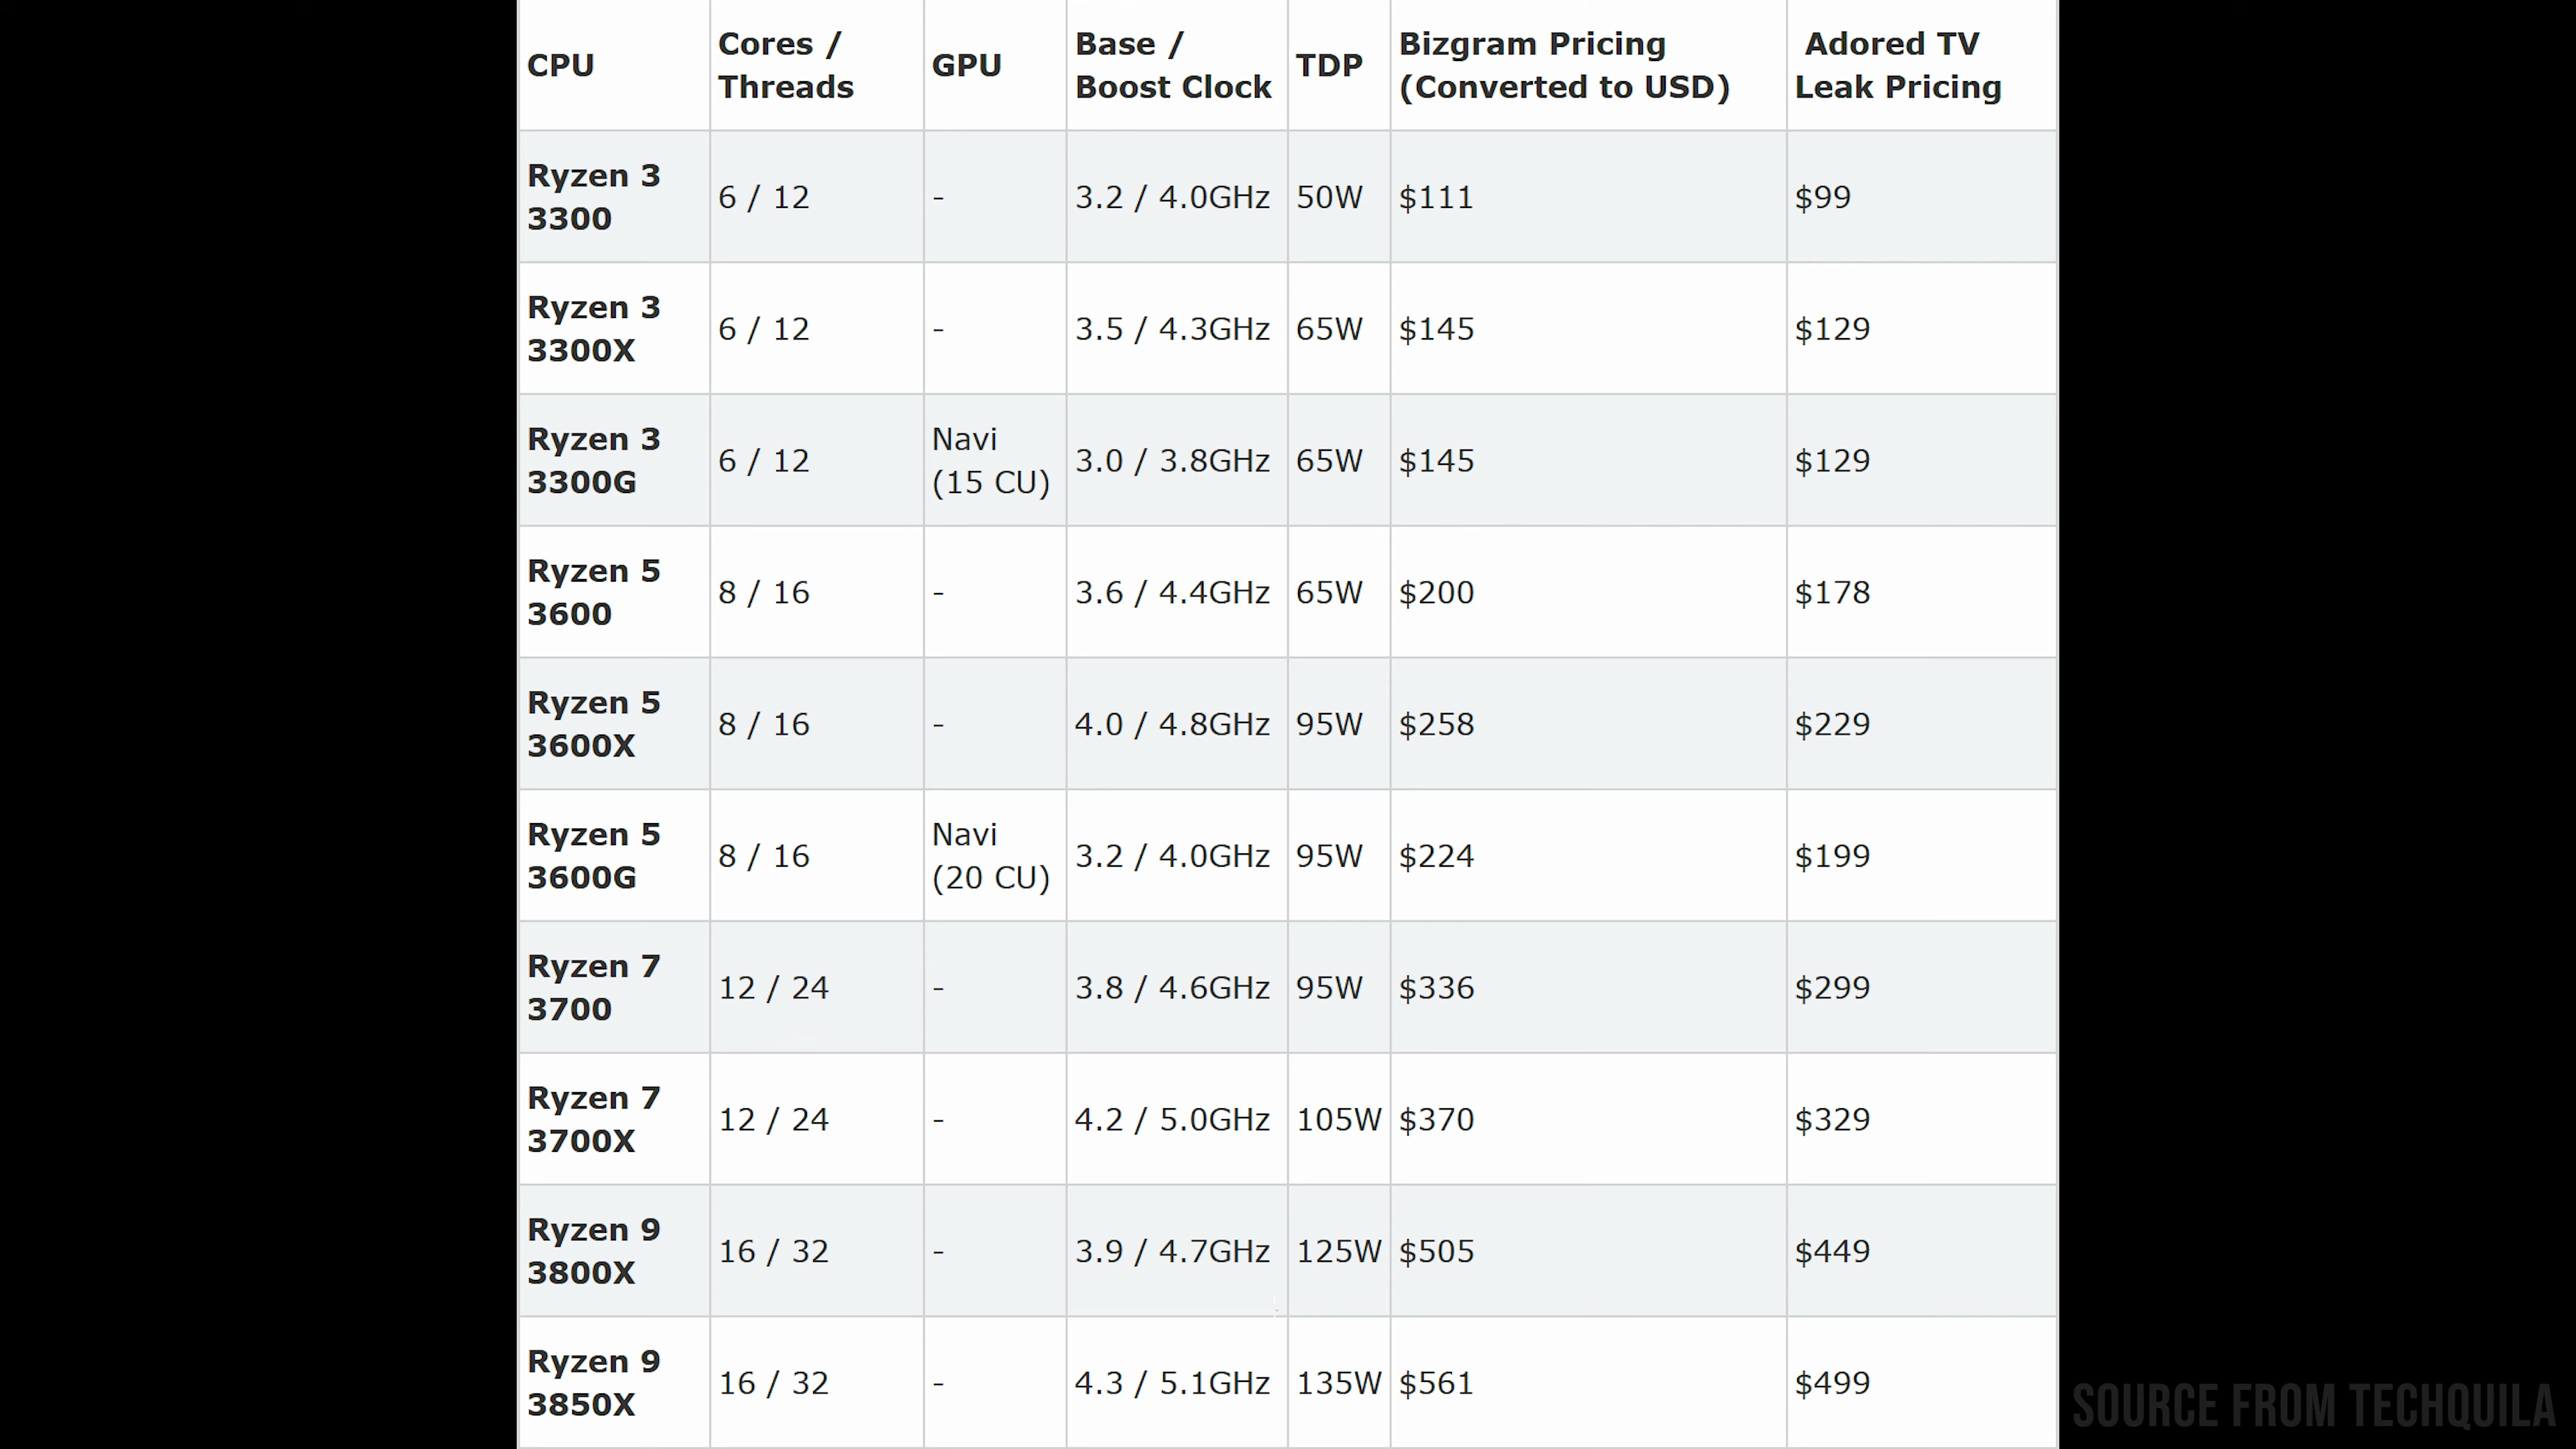 CPU
Cores /
Threads
GPU
Base /
Boost Clock
TDP
Bizgram Pricing
(Converted to USD)
Adored TV
Leak Pricing
Ryzen 3
3300
6 / 12
-
3.2 / 4.0GHz
50W
$111
$99
Ryzen 3
3300X
6 / 12
-
3.5 / 4.3GHz
65W
$145
$129
Ryzen 3
3300G
6 / 12
Navi
(15 CU)
3.0 / 3.8GHz
65W
$145
$129
Ryzen 5
3600
8 / 16
-
3.6 / 4.4GHz
65W
$200
$178
Ryzen 5
3600X
8 / 16
-
4.0 / 4.8GHz
95W
$258
$229
Ryzen 5
3600G
8 / 16
Navi
(20 CU)
3.2 / 4.0GHz
95W
$224
$199
Ryzen 7
3700
12 / 24
-
3.8 / 4.6GHz
95W
$336
$299
Ryzen 7
3700X
12 / 24
-
4.2 / 5.0GHz
105W
$370
$329
Ryzen 9
3800X
16 / 32
-
3.9 / 4.7GHz
125W
$505
$449
Ryzen 9
3850X
16 / 32
-
4.3 / 5.1GHz
135W
$561
$499
SOURCE FROM TECHQUILA